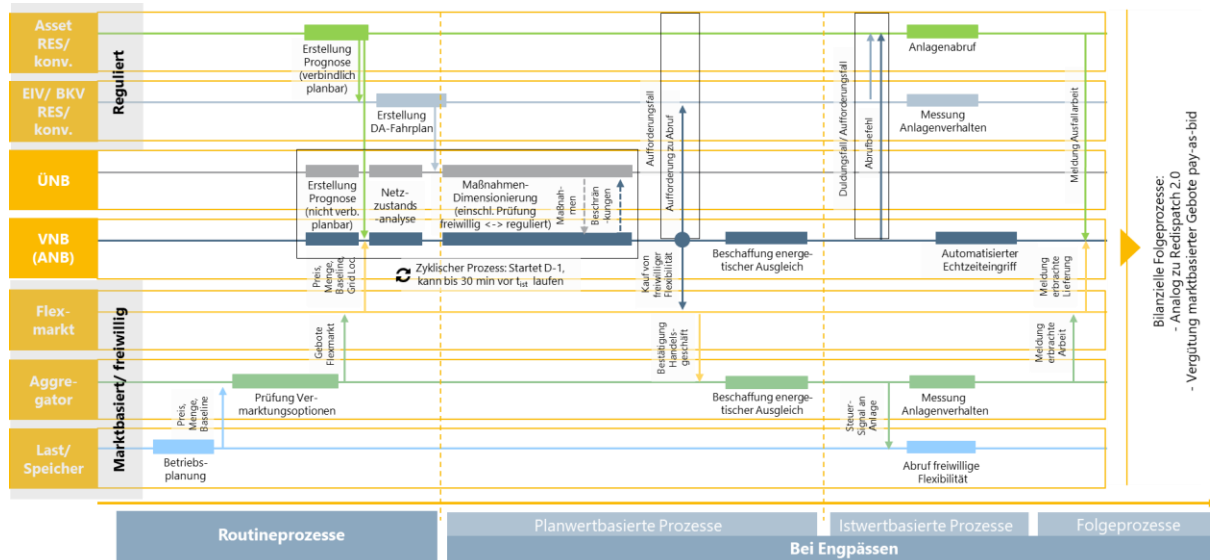 Asset
RES/
konv.
EIV/ BKV
RES/
konv.
ÜNB
VNB
(ANB)
Flex-
markt
Aggre-
gator
Last/
Speicher
Reguliert
Marktbasiert/ freiwillig
Erstellung
Prognose
(verbindlich
planbar)
Anlagenabruf
Erstellung
DA-Fahrplan
Messung
Anlagenverhalten
Erstellung
Prognose
(nicht verb.
planbar)
Netz-
zustands
-analyse
Maßnahmen-
Dimensionierung
(einschl. Prüfung
freiwillig <-> reguliert)
Maßnah-
men
Beschrän
-kungen
Aufforderungsfall
Aufforderung zu Abruf
Duldungsfall/ Aufforderungsfall
Abrufbefehl
Meldung Ausfallarbeit
Preis,
Menge,
Baseline,
Grid Loc.
Zyklischer Prozess: Startet D-1,
kann bis 30 min vor tist laufen
Kauf von
freiwilliger
Flexibilität
Beschaffung energe-
tischer Ausgleich
Automatisierter
Echtzeiteingriff
Meldung
erbrachte
Lieferung
Gebote
Flexmarkt
Bestätigung
Handels-
geschäft
Meldung
erbrachte
Arbeit
Preis,
Menge,
Baseline
Prüfung Ver-
marktungsoptionen
Beschaffung energe-
tischer Ausgleich
Steuer-
Signal an
Anlage
Messung
Anlagenverhalten
Betriebs-
planung
Abruf freiwillige
Flexibilität
Bilanzielle Folgeprozesse:
- Analog zu Redispatch 2.0
- Vergütung marktbasierter Gebote pay-as-bid
Routineprozesse
Planwertbasierte Prozesse
Istwertbasierte Prozesse
Folgeprozesse
Bei Engpässen